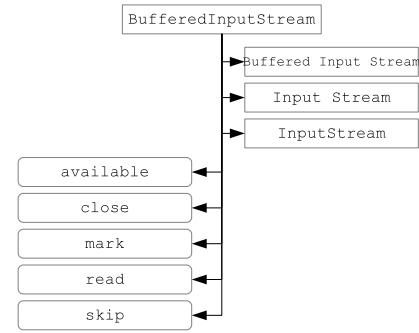 BufferedInputStream
Buffered Input Stream
Input Stream
InputStream
available
close
mark
read
skip